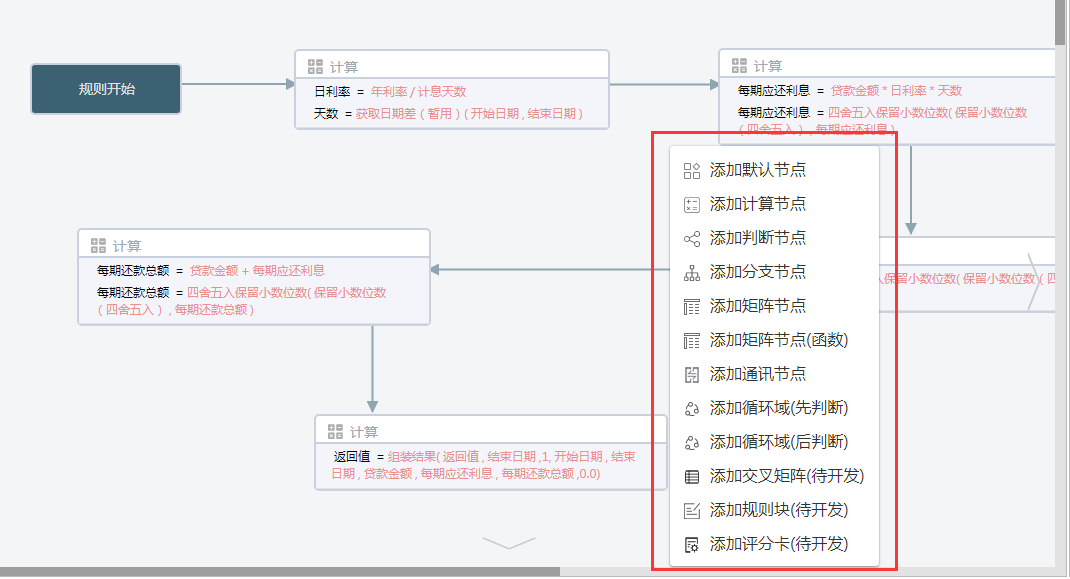 规则开始
计算
日利率 = 年利率 / 计息天数
天数 = 获取日期差 ( 暂用 ) ( 开始日期 , 结束日期 )
计算
每期应还利息 = 贷款金额 * 日利率 * 天数
每期应还利息 = 四舍五入保留小数位数( 保留小数位数
( 四舍五入 ) , 每期应还利息 )
计算
每期还款总额 = 贷款金额 + 每期应还利息
每期还款总额 = 四舍五入保留小数位数( 保留小数位数
( 四舍五入 ) , 每期还款总额 )
保留小数位数( 保留小数位数 ( 四
计算
返回值 = 组装结果( 返回值 , 结束日期 ,1, 开始日期 , 结束
日期 , 贷款金额 , 每期应还利息 , 每期还款总额 ,0.0)
添加默认节点
添加计算节点
添加判断节点
添加分支节点
添加矩阵节点
添加矩阵节点(函数)
添加通讯节点
添加循环域(先判断)
添加循环域(后判断)
添加交叉矩阵(待开发)
添加规则块(待开发)
添加评分卡(待开发)